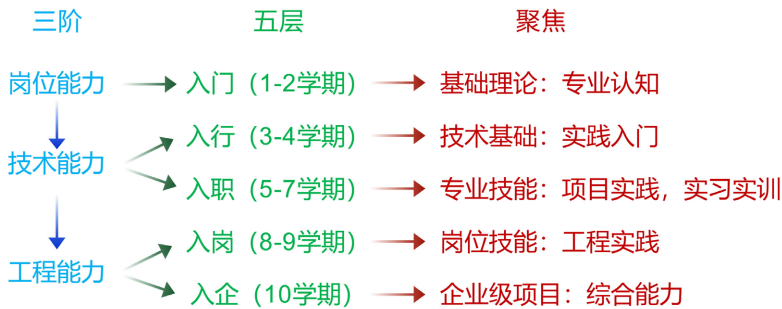 三阶 五层 聚焦
岗位能力 入门（1-2学期） 基础理论：专业认知
入行（3-4学期） 技术基础：实践入门
技术能力
入职（5-7学期） 专业技能：项目实践，实习实训
入岗（8-9学期） 岗位技能：工程实践
工程能力
入企（10学期） 企业级项目：综合能力